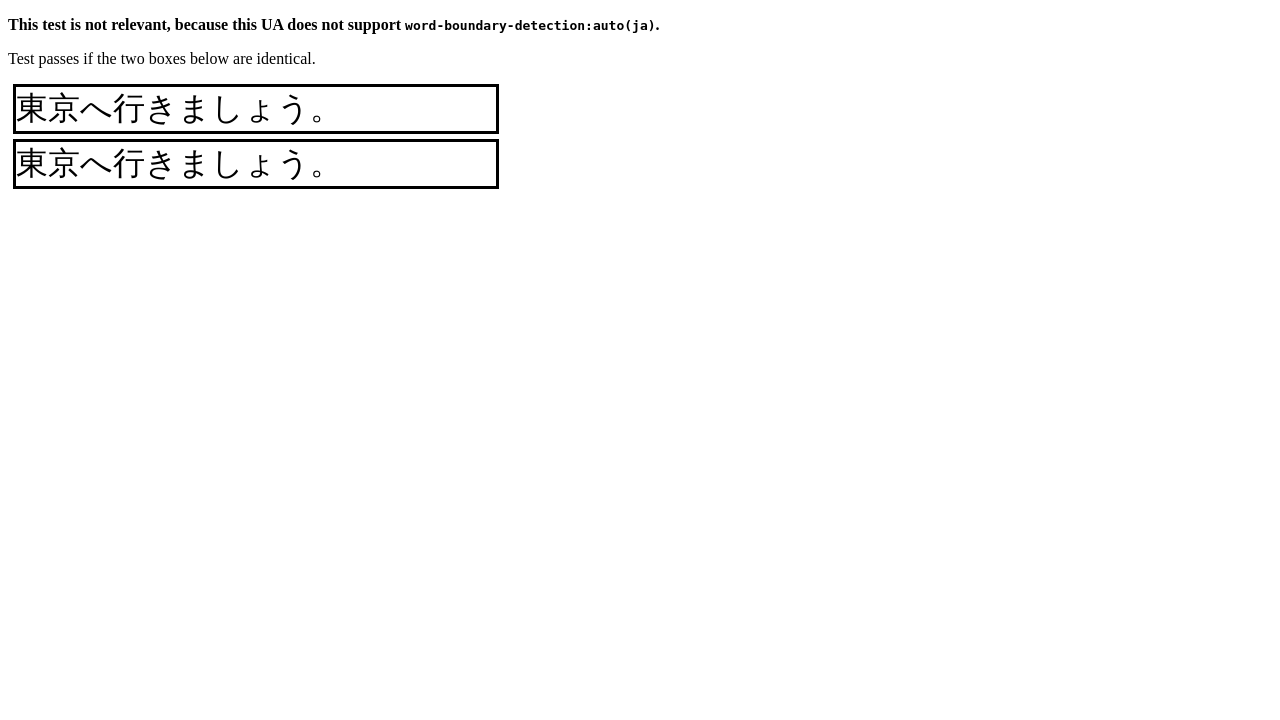 This test is not relevant, because this UA does not support word-boundary-detection:auto(ja).
Test passes if the two boxes below are identical.
東京へ行きましょう。
東京へ行きましょう。